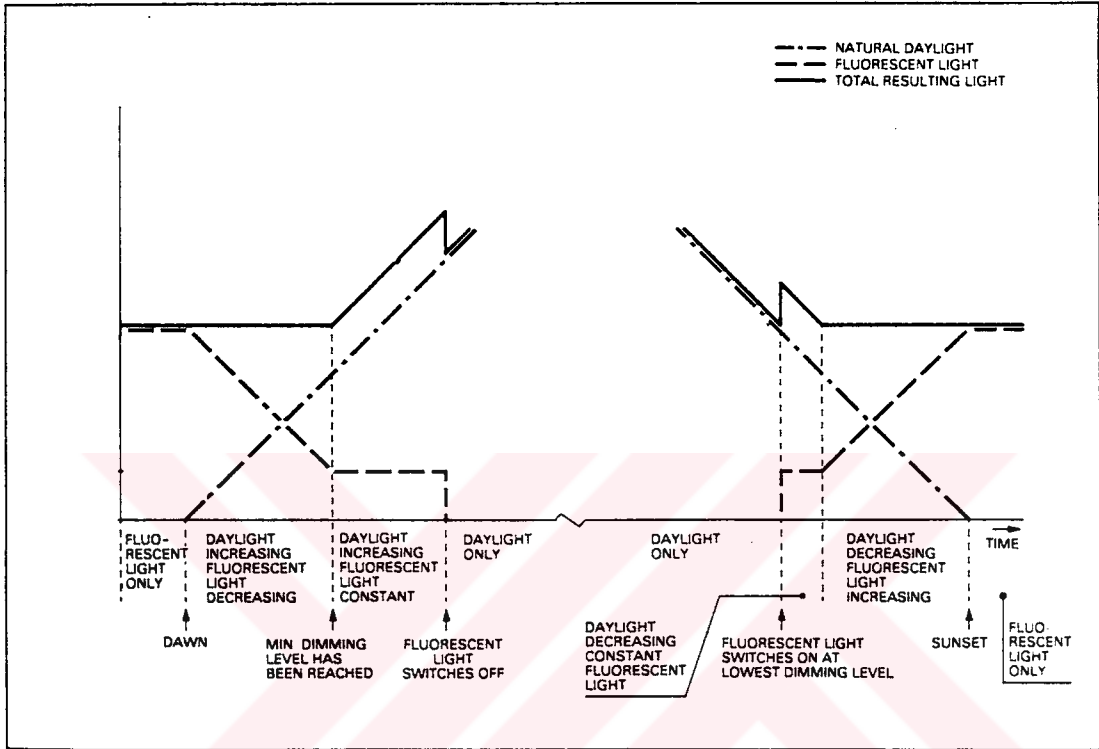 NATURAL DAYLIGHT
FLUORESCENT LIGHT
TOTAL RESULTING LIGHT
FLUO-
RESCENT
LIGHT
ONLY
DAYLIGHT
INCREASING
FLUORESCENT
LIGHT
DECREASING
DAYLIGHT
INCREASING
FLUORESCENT
LIGHT
CONSTANT
DAYLIGHT
ONLY
DAYLIGHT
ONLY
DAYLIGHT
DECREASING
FLUORESCENT
LIGHT
INCREASING
TIME
DAWN
MIN DIMMING
LEVEL HAS
BEEN REACHED
FLUORESCENT
LIGHT
SWITCHES OFF
DAYLIGHT
DECREASING
CONSTANT
FLUORESCENT
LIGHT
FLUORESCENT LIGHT
SWITCHES ON AT
LOWEST DIMMING LEVEL
SUNSET
FLUO-
RESCENT
LIGHT
ONLY